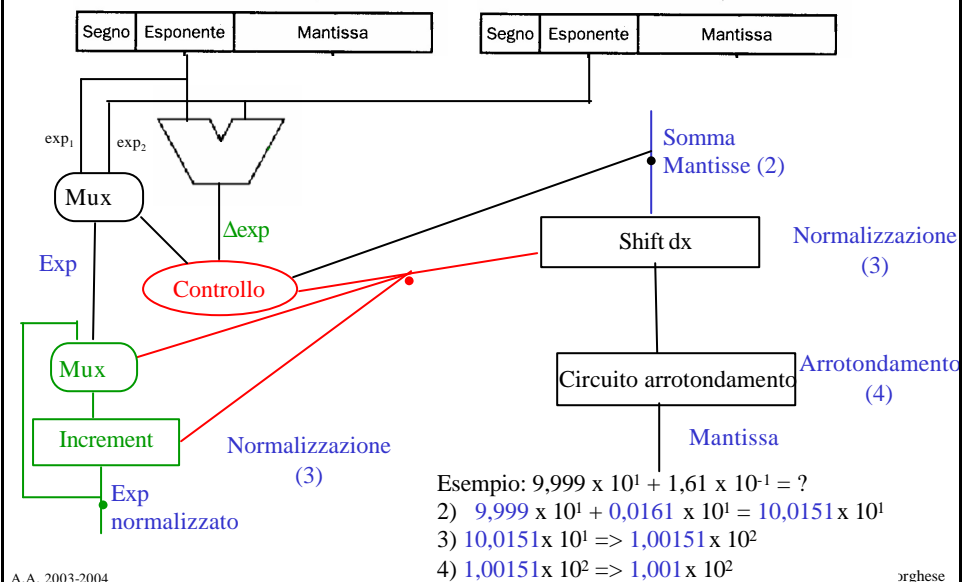 Segno Esponente Mantissa
Segno Esponente Mantissa
exp1 exp2
Somma
Mantisse (2)
Mux
Δexp
Shift dx
Normalizzazione
(3)
Exp
Controllo
Mux
Circuito arrotondamento
Arrotondamento
(4)
Increment
Normalizzazione
(3)
Mantissa
Exp
normalizzato
Esempio: 9,999 x 10¹ + 1,61 x 10⁻¹ = ?
2) 9,999 x 10¹ + 0,0161 x 10¹ = 10,0151 x 10¹
3) 10,0151x 10¹ => 1,00151 x 10²
4) 1,00151 x 10² => 1,001 x 10²
A.A. 2003-2004